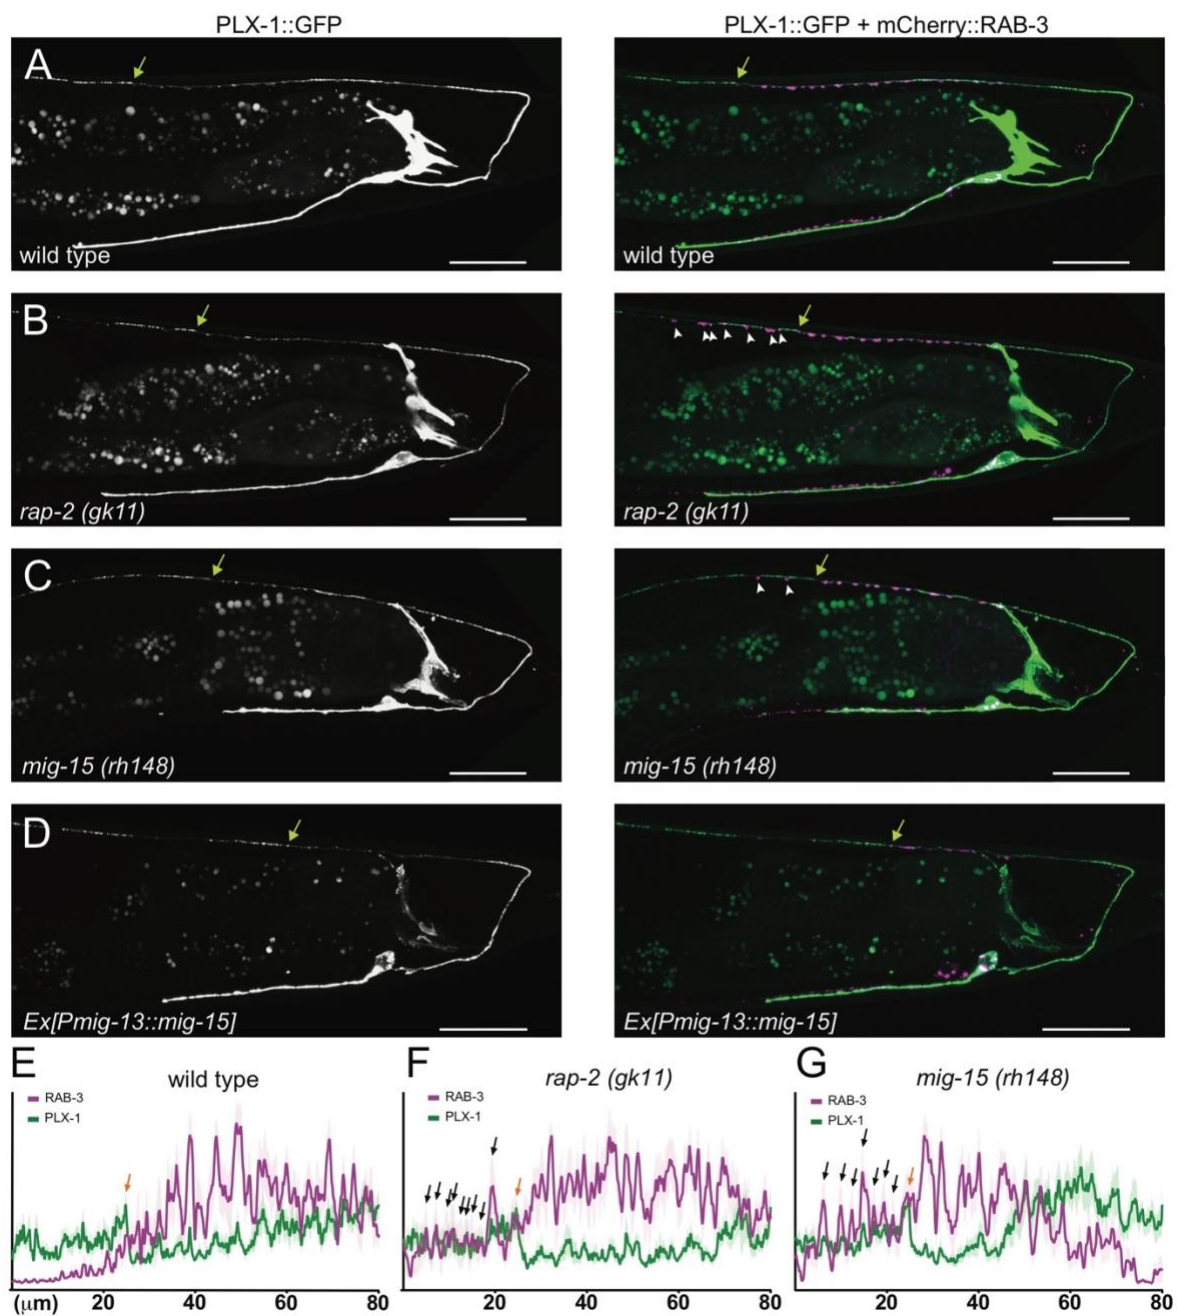 PLX-1::GFP
PLX-1::GFP + mCherry::RAB-3
A
wild type
wild type
B
rap-2 (gk11)
rap-2 (gk11)
C
mig-15 (rh148)
mig-15 (rh148)
D
Ex[Pmig-13::mig-15]
Ex[Pmig-13::mig-15]
E
wild type
RAB-3
PLX-1
(μm) 20 40 60 80
F
rap-2 (gk11)
RAB-3
PLX-1
20 40 60 80
G
mig-15 (rh148)
RAB-3
PLX-1
20 40 60 80